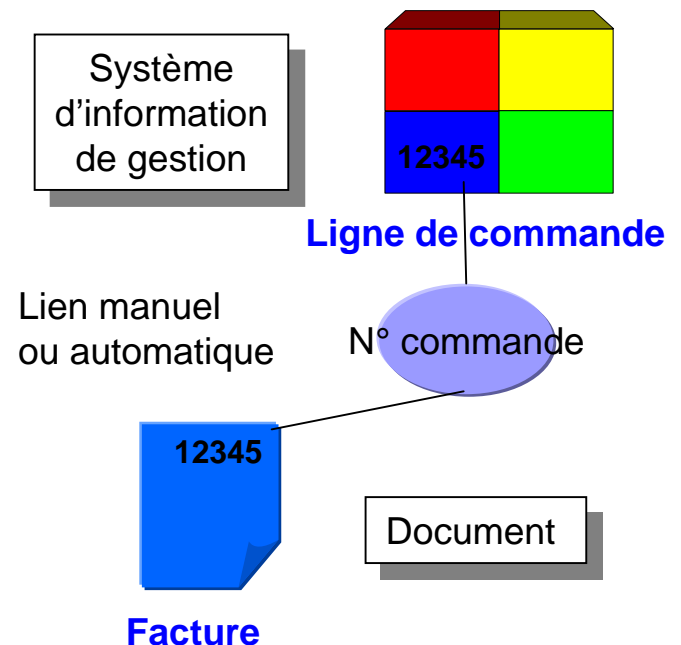 Système
d'information
de gestion
12345
Ligne de commande
Lien manuel
ou automatique
N° commande
12345
Document
Facture